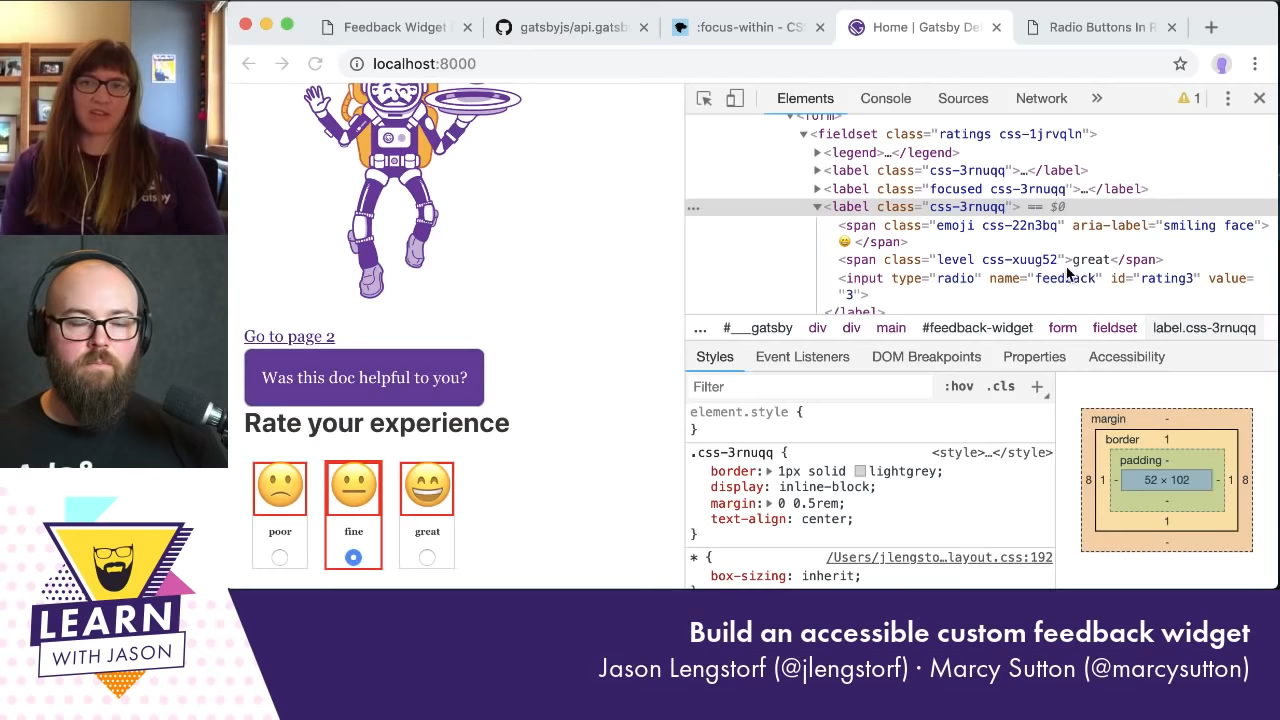 Feedback Widget
gatsbyjs/api.gatsb
:focus-within - CS
Home | Gatsby De
Radio Buttons In R
localhost:8000
Elements
Console
Sources
Network
»
1
<form>
<fieldset class="ratings css-1jrvqln">
<legend>…</legend>
<label class="css-3rnuqq">…</label>
<label class="focused css-3rnuqq">…</label>
… <label class="css-3rnuqq"> == $0
<span class="emoji css-22n3bq" aria-label="smiling face">
😄 </span>
<span class="level css-xuug52">great</span>
<input type="radio" name="feedback" id="rating3" value=
"3">
</label>
... #___gatsby div div main #feedback-widget form fieldset label.css-3rnuqq
Styles Event Listeners DOM Breakpoints Properties Accessibility
Filter :hov .cls +
element.style {
}
.css-3rnuqq { <style>…</style>
border: 1px solid lightgrey;
display: inline-block;
margin: 0 0.5rem;
text-align: center;
}
* { /Users/jlengsto…layout.css:192
box-sizing: inherit;
margin -
border 1
padding -
8 1 - 52 × 102 - 1 8
-
1
-
Go to page 2
Was this doc helpful to you?
Rate your experience
poor
fine
great
LEARN
WITH JASON
Build an accessible custom feedback widget
Jason Lengstorf (@jlengstorf) · Marcy Sutton (@marcysutton)